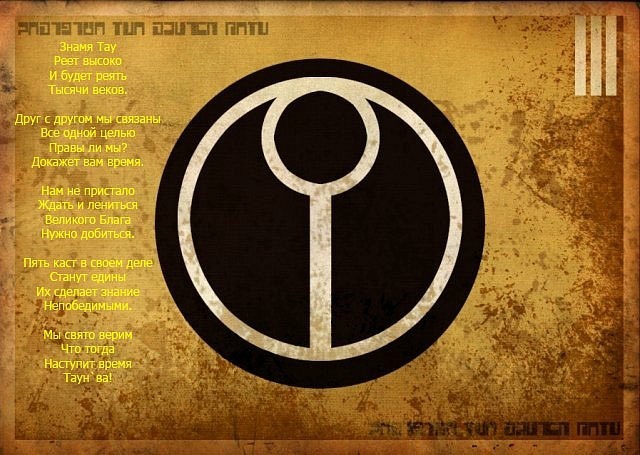 Знамя Тау
Реет высоко
И будет реять
Тысячи веков.
Друг с другом мы связаны
Все одной целью
Правы ли мы?
Докажет вам время.
Нам не пристало
Ждать и лениться
Великого Блага
Нужно добиться.
Пять каст в своем деле
Станут едины
Их сделает знание
Непобедимыми.
Мы свято верим
Что тогда
Наступит время
Таун`ва!